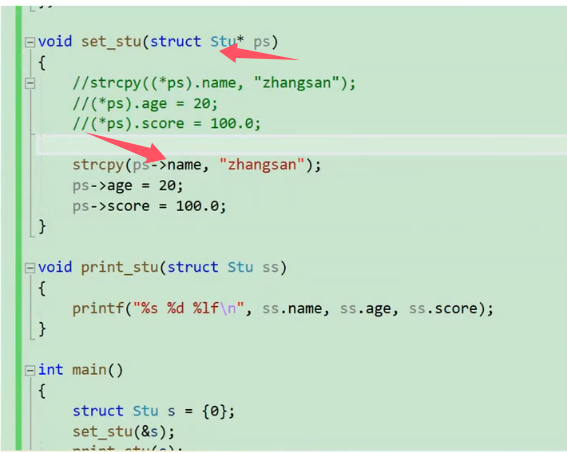 void set_stu(struct Stu* ps)
{
//strcpy((*ps).name, "zhangsan");
//(*ps).age = 20;
//(*ps).score = 100.0;
strcpy(ps->name, "zhangsan");
ps->age = 20;
ps->score = 100.0;
}
void print_stu(struct Stu ss)
{
printf("%s %d %lf\n", ss.name, ss.age, ss.score);
}
int main()
{
struct Stu s = {0};
set_stu(&s);
print_stu(s);